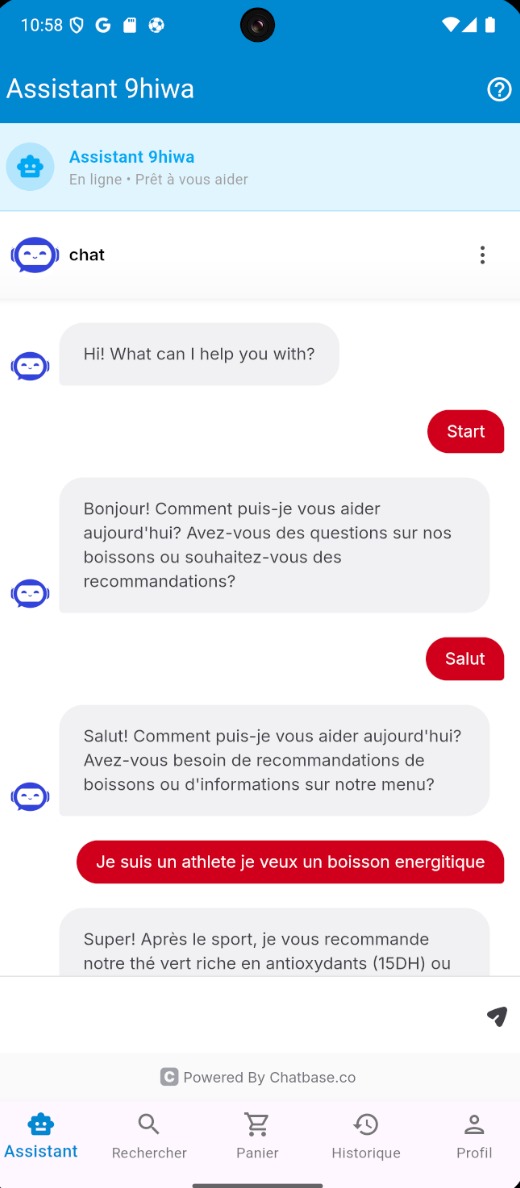 10:58
Assistant 9hiwa
Assistant 9hiwa
En ligne • Prêt à vous aider
chat
Hi! What can I help you with?
Start
Bonjour! Comment puis-je vous aider
aujourd'hui? Avez-vous des questions sur nos
boissons ou souhaitez-vous des
recommandations?
Salut
Salut! Comment puis-je vous aider aujourd'hui?
Avez-vous besoin de recommandations de
boissons ou d'informations sur notre menu?
Je suis un athlete je veux un boisson energitique
Super! Après le sport, je vous recommande
notre thé vert riche en antioxydants (15DH) ou
Powered By Chatbase.co
Assistant
Rechercher
Panier
Historique
Profil